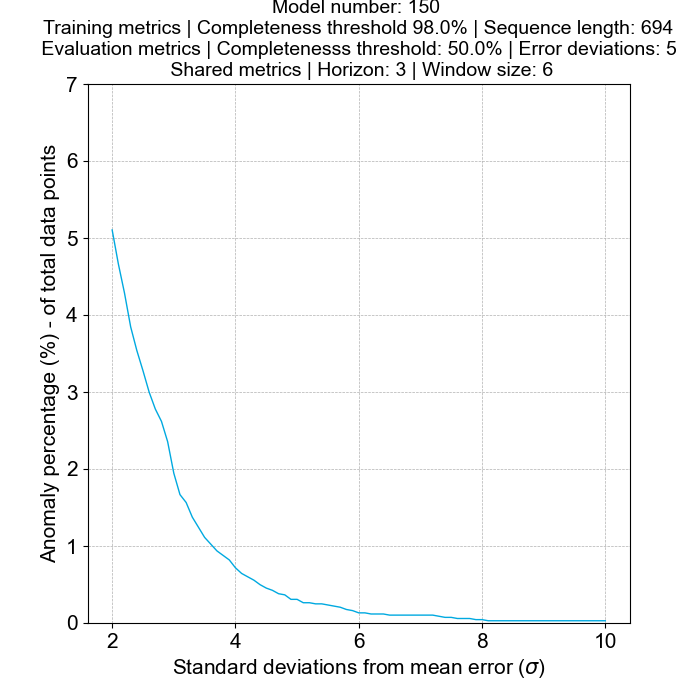 Model number: 150
Training metrics | Completeness threshold 98.0% | Sequence length: 694
Evaluation metrics | Completenesss threshold: 50.0% | Error deviations: 5
Shared metrics | Horizon: 3 | Window size: 6
Anomaly percentage (%) - of total data points
7
6
5
4
3
2
1
0
2 4 6 8 10
Standard deviations from mean error (σ)